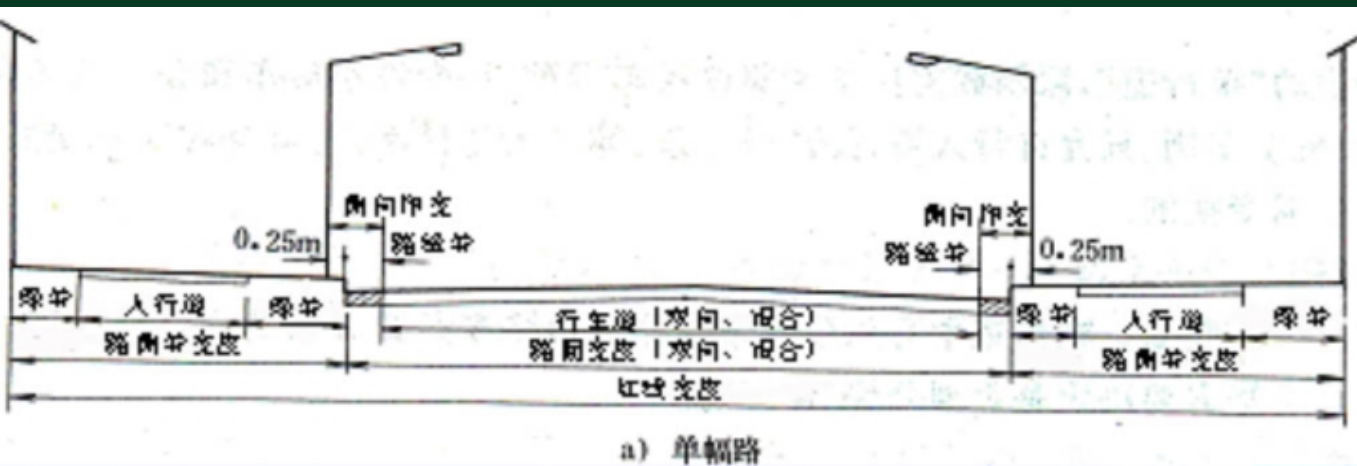 侧向净宽
侧向净宽
0.25m
路缘带
路缘带
0.25m
绿带
人行道
绿带
绿带
人行道
绿带
行车道(双向、混合)
路侧带宽度
路面宽度(双向、混合)
路侧带宽度
红线宽度
a) 单幅路